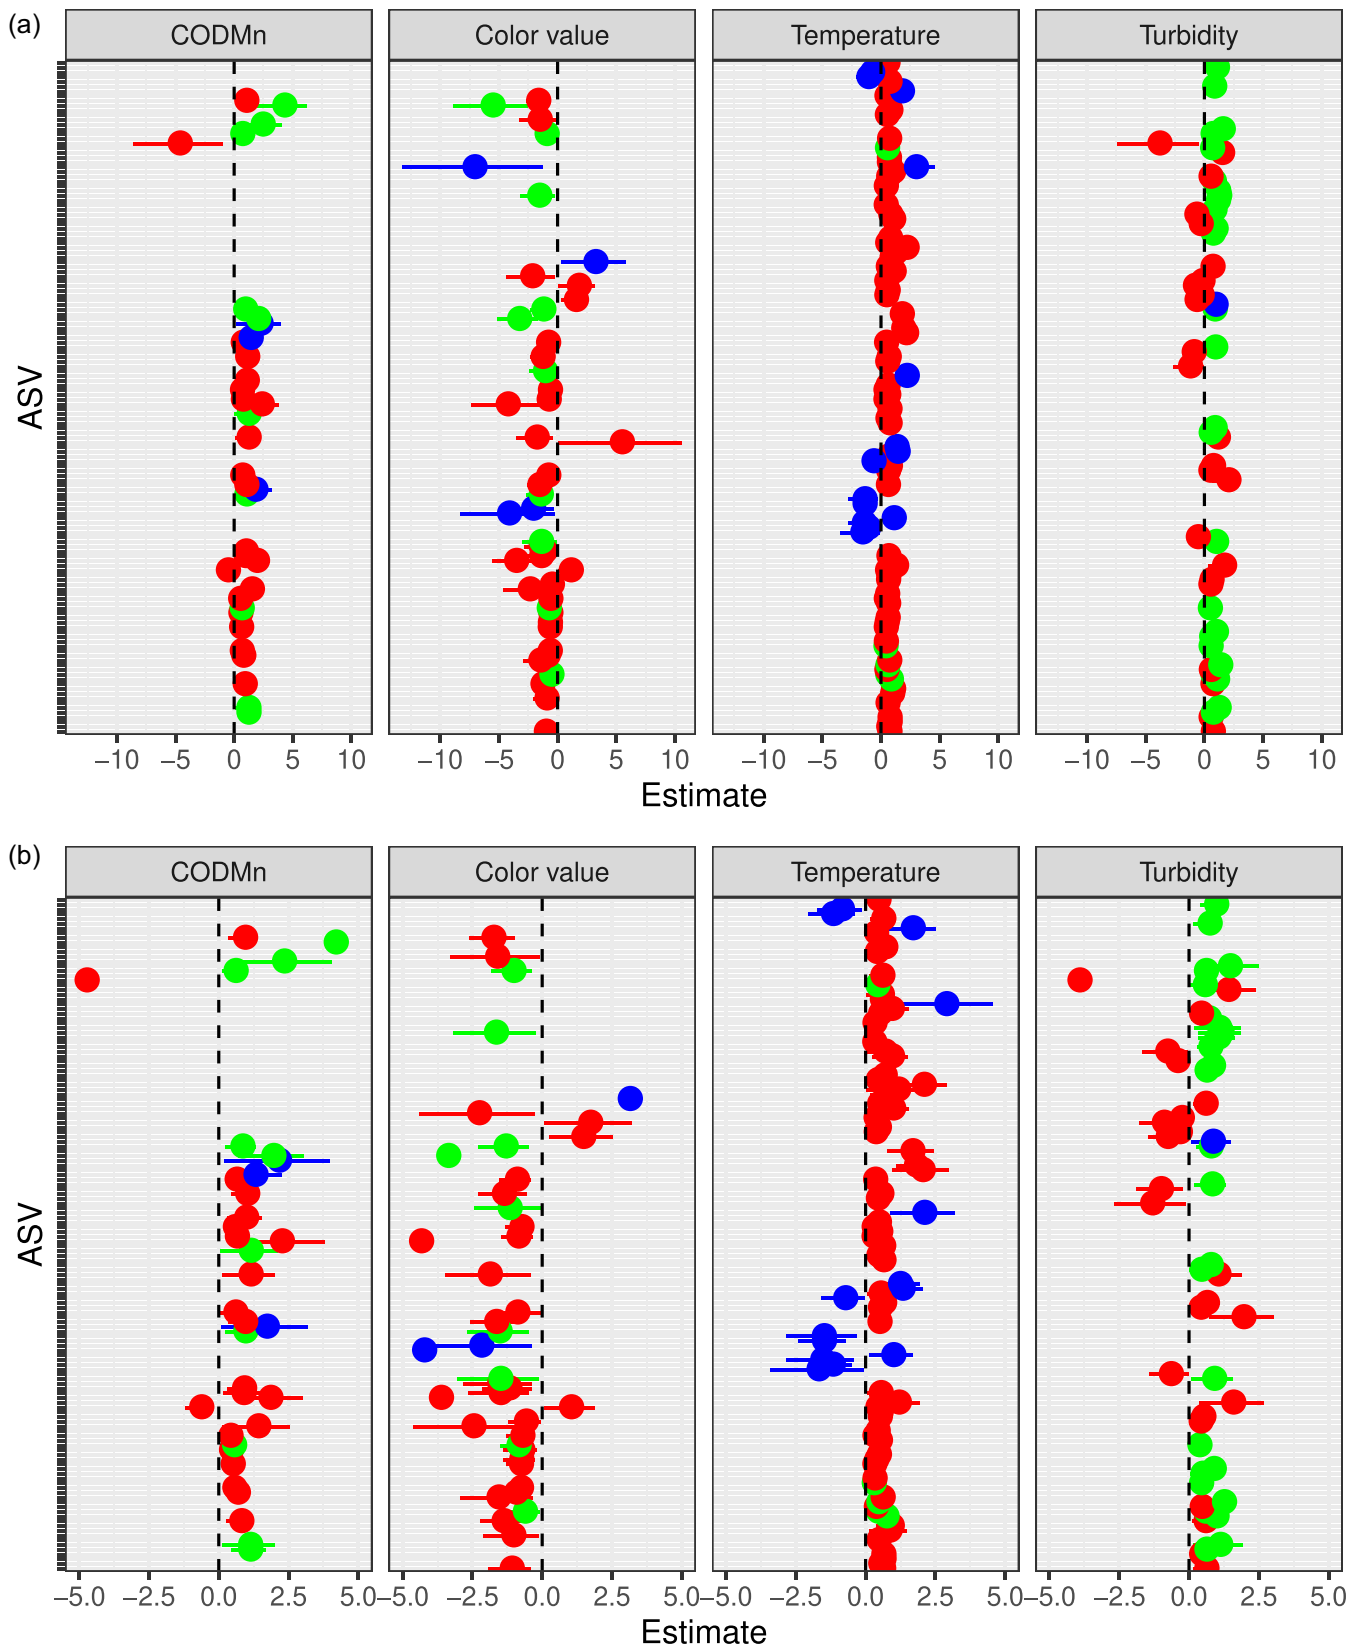 (a)
CODMn Color value Temperature Turbidity
ASV
−10 −5 0 5 10 −10 −5 0 5 10 −10 −5 0 5 10 −10 −5 0 5 10
Estimate
(b)
CODMn Color value Temperature Turbidity
ASV
−5.0 −2.5 0.0 2.5 5.0 −5.0 −2.5 0.0 2.5 5.0 −5.0 −2.5 0.0 2.5 5.0 −5.0 −2.5 0.0 2.5 5.0
Estimate